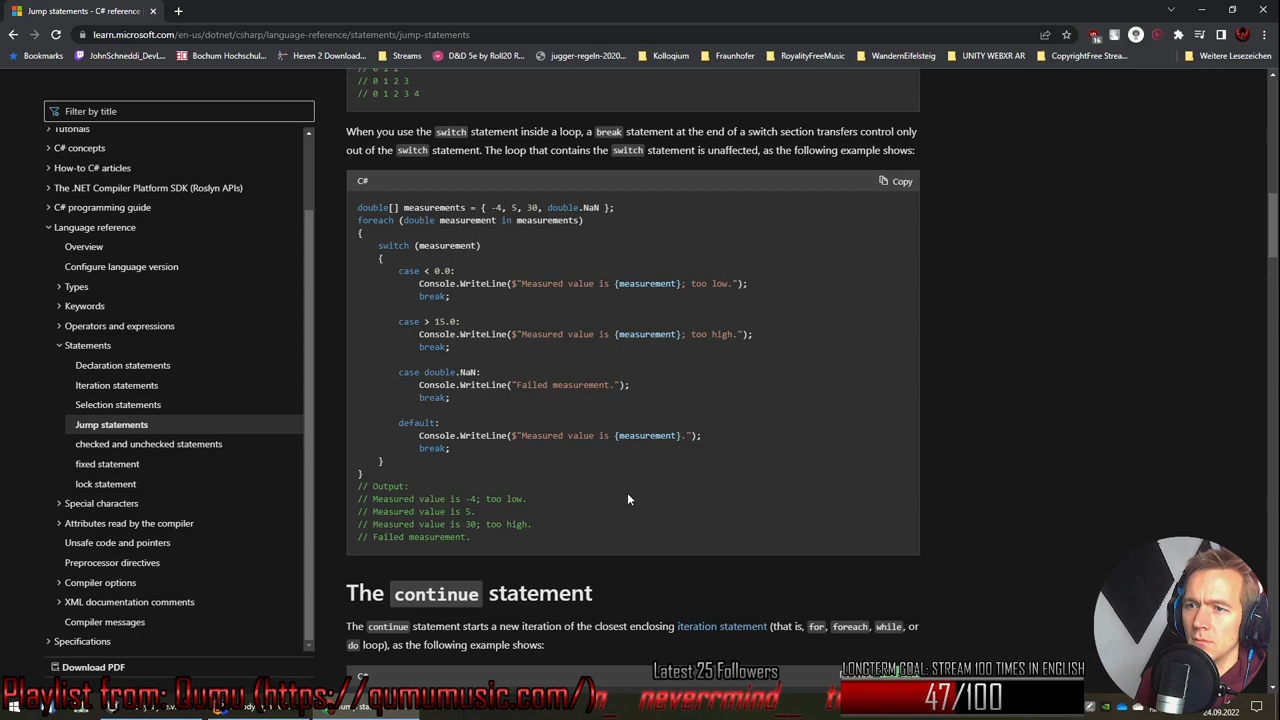 Jump statements - C# reference
learn.microsoft.com/en-us/dotnet/csharp/language-reference/statements/jump-statements
16
Bookmarks
JohnSchneddi_DevL...
Bochum Hochschul...
Hexen 2 Download...
Streams
D&D 5e by Roll20 R...
jugger-regeln-2022-...
Kolloqium
Fraunhofer
RoyalityFreeMusic
WandernEifelsteig
UNITY WEBXR AR
CopyrightFree Strea...
Weitere Lesezeichen
Filter by title
Tutorials
C# concepts
How-to C# articles
The .NET Compiler Platform SDK (Roslyn APIs)
C# programming guide
Language reference
Overview
Configure language version
Types
Keywords
Operators and expressions
Statements
Declaration statements
Iteration statements
Selection statements
Jump statements
checked and unchecked statements
fixed statement
lock statement
Special characters
Attributes read by the compiler
Unsafe code and pointers
Preprocessor directives
Compiler options
XML documentation comments
Compiler messages
Specifications
Download PDF
// 0 1 2
// 0 1 2 3
// 0 1 2 3 4
When you use the switch statement inside a loop, a break statement at the end of a switch section transfers control only
out of the switch statement. The loop that contains the switch statement is unaffected, as the following example shows:
C#
Copy
double[] measurements = { -4, 5, 30, double.NaN };
foreach (double measurement in measurements)
{
switch (measurement)
{
case < 0.0:
Console.WriteLine($"Measured value is {measurement}; too low.");
break;
case > 15.0:
Console.WriteLine($"Measured value is {measurement}; too high.");
break;
case double.NaN:
Console.WriteLine("Failed measurement.");
break;
default:
Console.WriteLine($"Measured value is {measurement}.");
break;
}
}
// Output:
// Measured value is -4; too low.
// Measured value is 5.
// Measured value is 30; too high.
// Failed measurement.
The continue statement
The continue statement starts a new iteration of the closest enclosing iteration statement (that is, for, foreach, while, or
do loop), as the following example shows:
Latest 25 Followers
LONGTERM GOAL: STREAM 100 TIMES IN ENGLISH
47/100
Playlist from: Qumu (https://qumumusic.com/)
neverrmind
24.09.2022